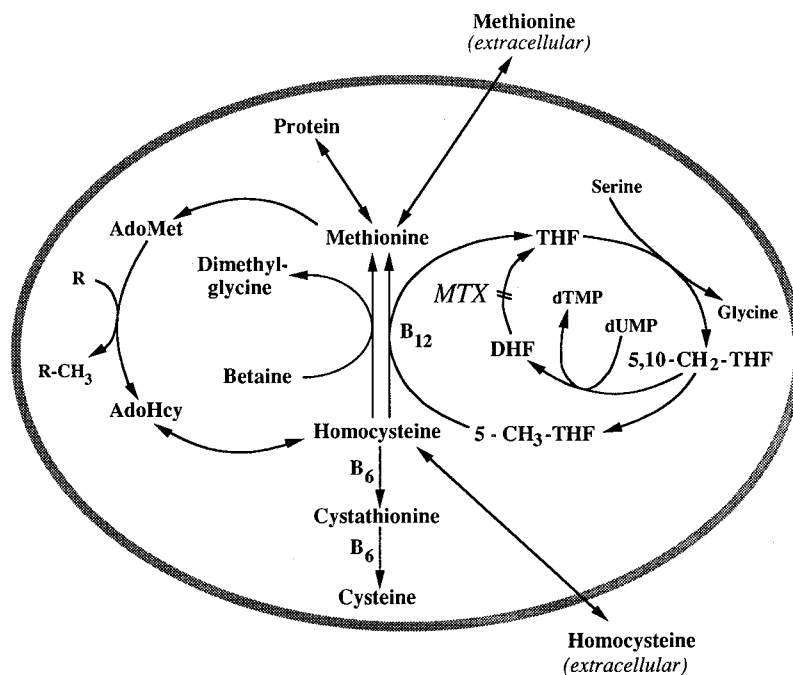 Methionine
(extracellular)
Protein
Serine
AdoMet
Methionine
THF
R
Dimethyl-
glycine
MTX
dTMP
Glycine
dUMP
B12
DHF
5,10-CH2-THF
R-CH3
Betaine
AdoHcy
Homocysteine
5 - CH3-THF
B6
Cystathionine
B6
Cysteine
Homocysteine
(extracellular)